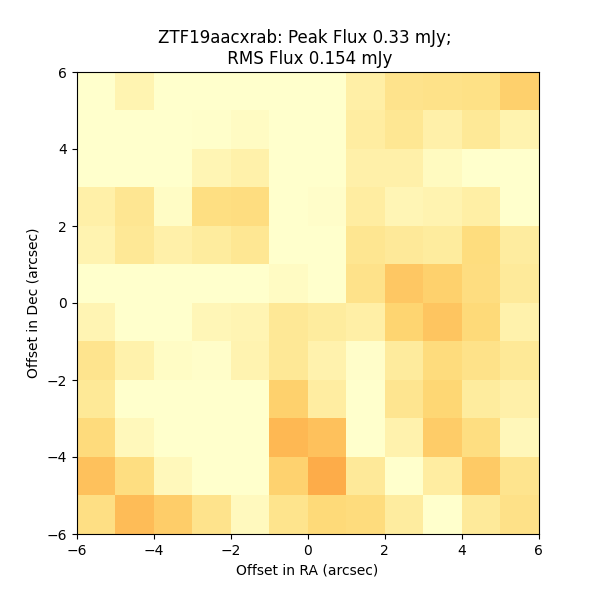 ZTF19aacxrab: Peak Flux 0.33 mJy;
RMS Flux 0.154 mJy
6
4
2
0
−2
−4
−6
Offset in Dec (arcsec)
−6 −4 −2 0 2 4 6
Offset in RA (arcsec)